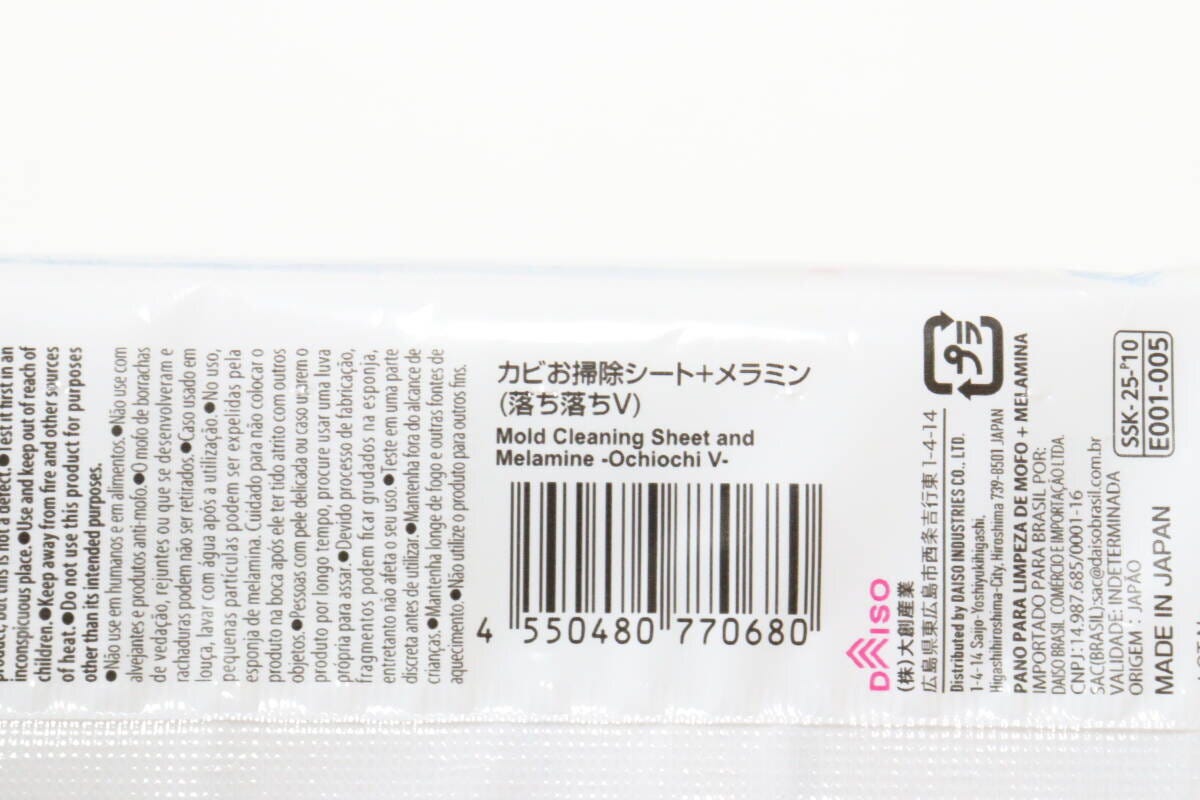 product, but this is not a defect. ●Test it first in an
inconspicuous place. ●Use and keep out of reach of
children. ●Keep away from fire and other sources
of heat. ●Do not use this product for purposes
other than its intended purposes.
●Não use em humanos e em alimentos. ●Não use com
alvejantes e produtos anti-mofo. ●O mofo de borrachas
de vedação, rejuntes ou que se desenvolveram e
rachaduras podem não ser retirados. ●Caso usado em
louça, lavar com água após a utilização. ●No uso,
pequenas partículas podem ser expelidas pela
esponja de melamina. Cuidado para não colocar o
produto na boca após ele ter tido atrito com outros
objetos. ●Pessoas com pele delicada ou caso usarem o
produto por longo tempo, procure usar uma luva
própria para assar. ●Devido processo de fabricação,
fragmentos podem ficar grudados na esponja,
entretanto não afeta o seu uso. ●Teste em uma parte
discreta antes de utilizar. ●Mantenha fora do alcance de
crianças. ●Mantenha longe de fogo e outras fontes de
aquecimento. ●Não utilize o produto para outros fins.
カビお掃除シート+メラミン
(落ち落ちV)
Mold Cleaning Sheet and
Melamine -Ochiochi V-
4 550480 770680
DAISO
(株)大創産業
広島県東広島市西条吉行東1-4-14
Distributed by DAISO INDUSTRIES CO., LTD.
1-4-14 Saijo-Yoshiyukihigashi,
Higashihiroshima-City, Hiroshima 739-8501 JAPAN
PANO PARA LIMPEZA DE MOFO + MELAMINA
IMPORTADO PARA BRASIL POR:
DAISO BRASIL COMÉRCIO E IMPORTAÇÃO LTDA.
CNPJ:14.987.685/0001-16
SAC(BRASIL):sac@daisobrasil.com.br
VALIDADE: INDETERMINADA
ORIGEM : JAPÃO
MADE IN JAPAN
プラ
SSK-25-P10
E001-005